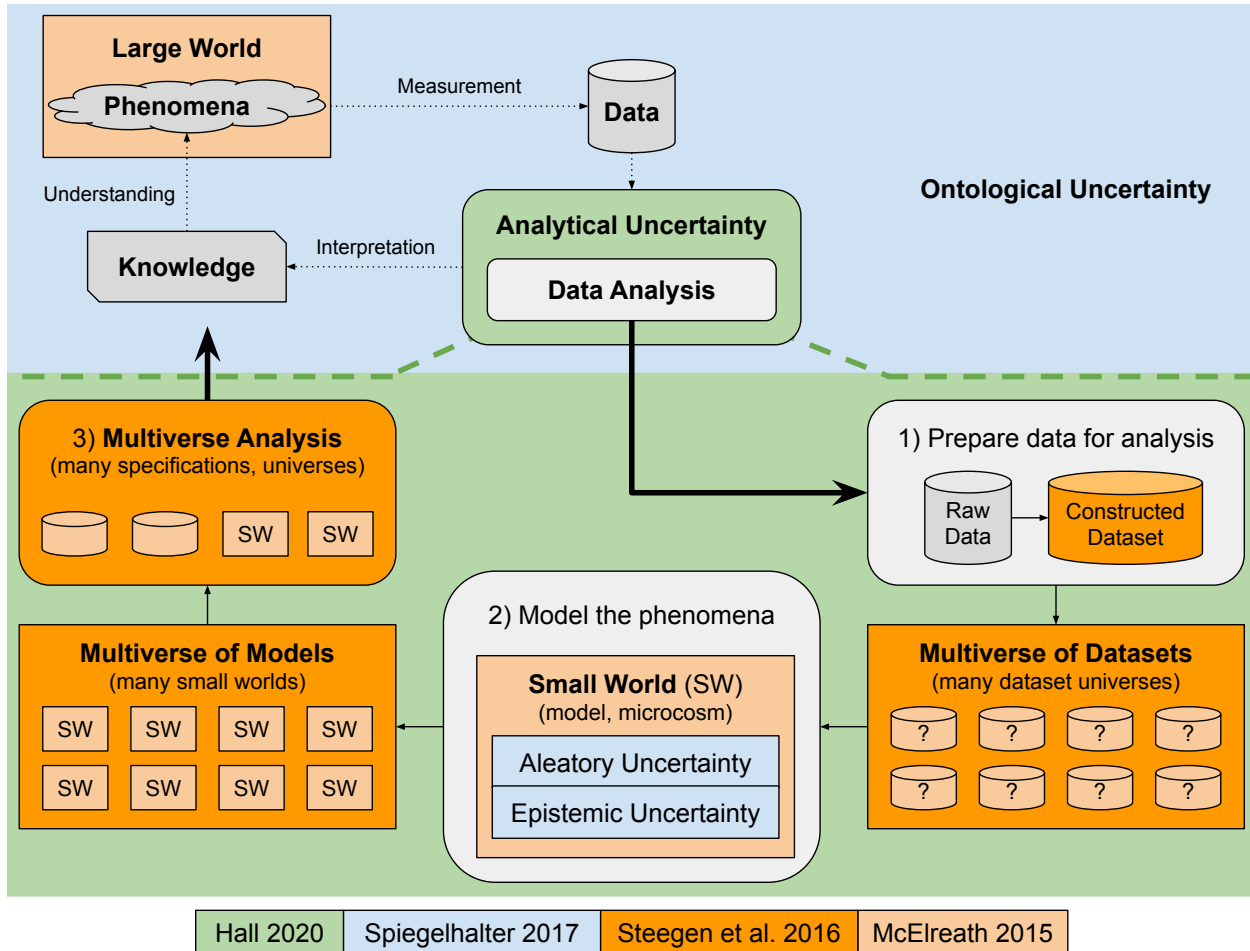 Large World
Phenomena
Measurement
Data
Understanding
Ontological Uncertainty
Analytical Uncertainty
Interpretation
Knowledge
Data Analysis
3) Multiverse Analysis
(many specifications, universes)
SW SW
1) Prepare data for analysis
Raw
Data
Constructed
Dataset
2) Model the phenomena
Small World (SW)
(model, microcosm)
Aleatory Uncertainty
Epistemic Uncertainty
Multiverse of Models
(many small worlds)
SW SW SW SW
SW SW SW SW
Multiverse of Datasets
(many dataset universes)
? ? ? ?
? ? ? ?
Hall 2020 Spiegelhalter 2017 Steegen et al. 2016 McElreath 2015